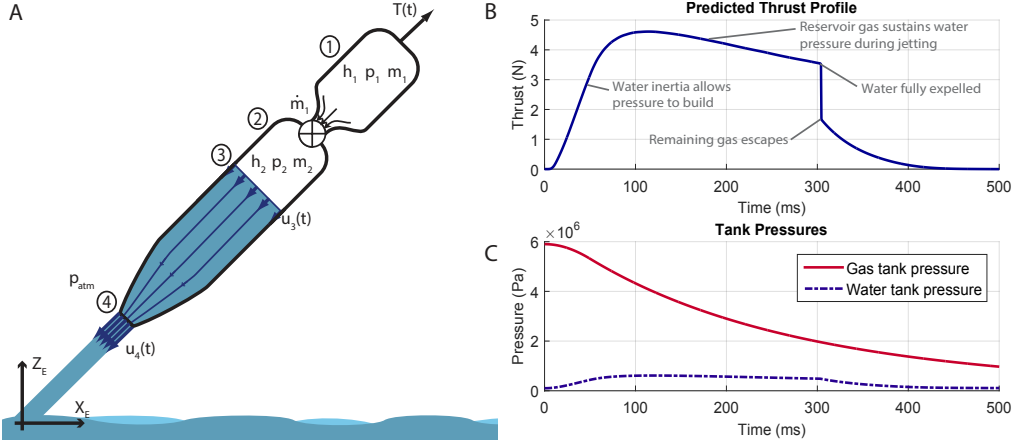 A
T(t)
1
h1 p1 m1
ṁ1
2
h2 p2 m2
3
u3(t)
patm
4
u4(t)
ZE
XE
B
Predicted Thrust Profile
Thrust (N)
5
4
3
2
1
0
Reservoir gas sustains water
pressure during jetting
Water inertia allows
pressure to build
Water fully expelled
Remaining gas escapes
0 100 200 300 400 500
Time (ms)
C
Tank Pressures
×10^6
Pressure (Pa)
6
4
2
0
Gas tank pressure
Water tank pressure
0 100 200 300 400 500
Time (ms)